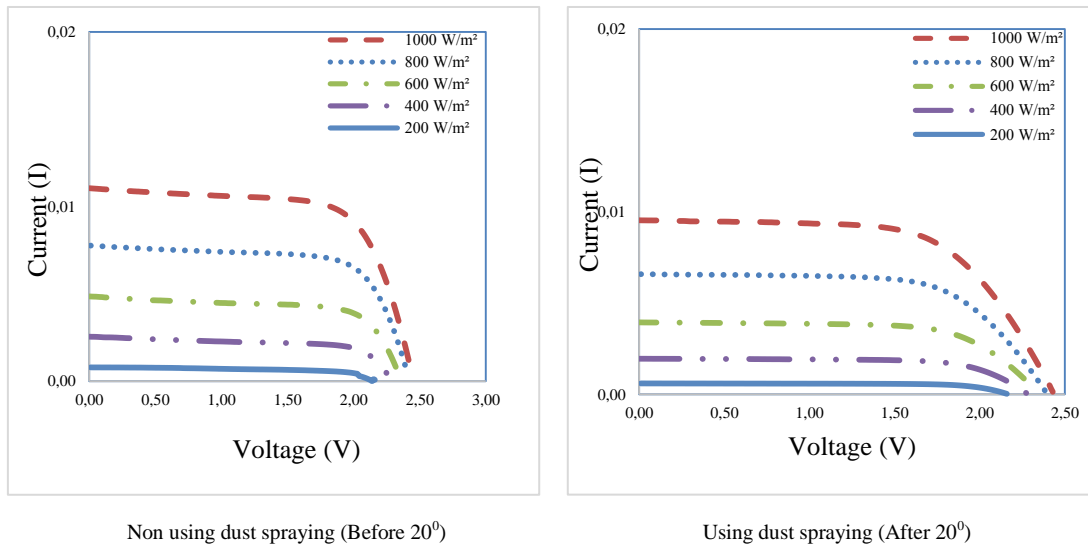 0,02
1000 W/m²
800 W/m²
600 W/m²
400 W/m²
200 W/m²
Current (I)
0,01
0,00
0,00 0,50 1,00 1,50 2,00 2,50 3,00
Voltage (V)
Non using dust spraying (Before 20⁰)
0,02
1000 W/m²
800 W/m²
600 W/m²
400 W/m²
200 W/m²
Current (I)
0,01
0,00
0,00 0,50 1,00 1,50 2,00 2,50
Voltage (V)
Using dust spraying (After 20⁰)